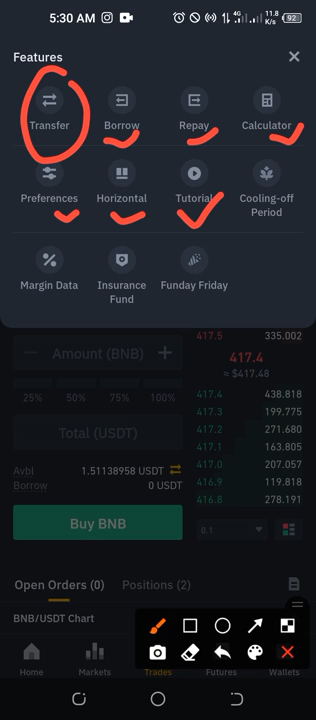 5:30 AM
4G
11.8
K/s
92
Features
Transfer
Borrow
Repay
Calculator
Preferences
Horizontal
Tutorial
Cooling-off
Period
Margin Data
Insurance
Fund
Funday Friday
417.5 335.002
Amount (BNB)
417.4
≈ $417.48
25% 50% 75% 100%
417.4 438.818
417.3 199.775
Total (USDT)
417.2 271.680
417.1 163.805
Avbl 1.51138958 USDT
417.0 207.057
Borrow 0 USDT
416.9 119.818
416.8 278.191
Buy BNB
0.1
Open Orders (0) Positions (2)
BNB/USDT Chart
Home
Markets
Trades
Futures
Wallets